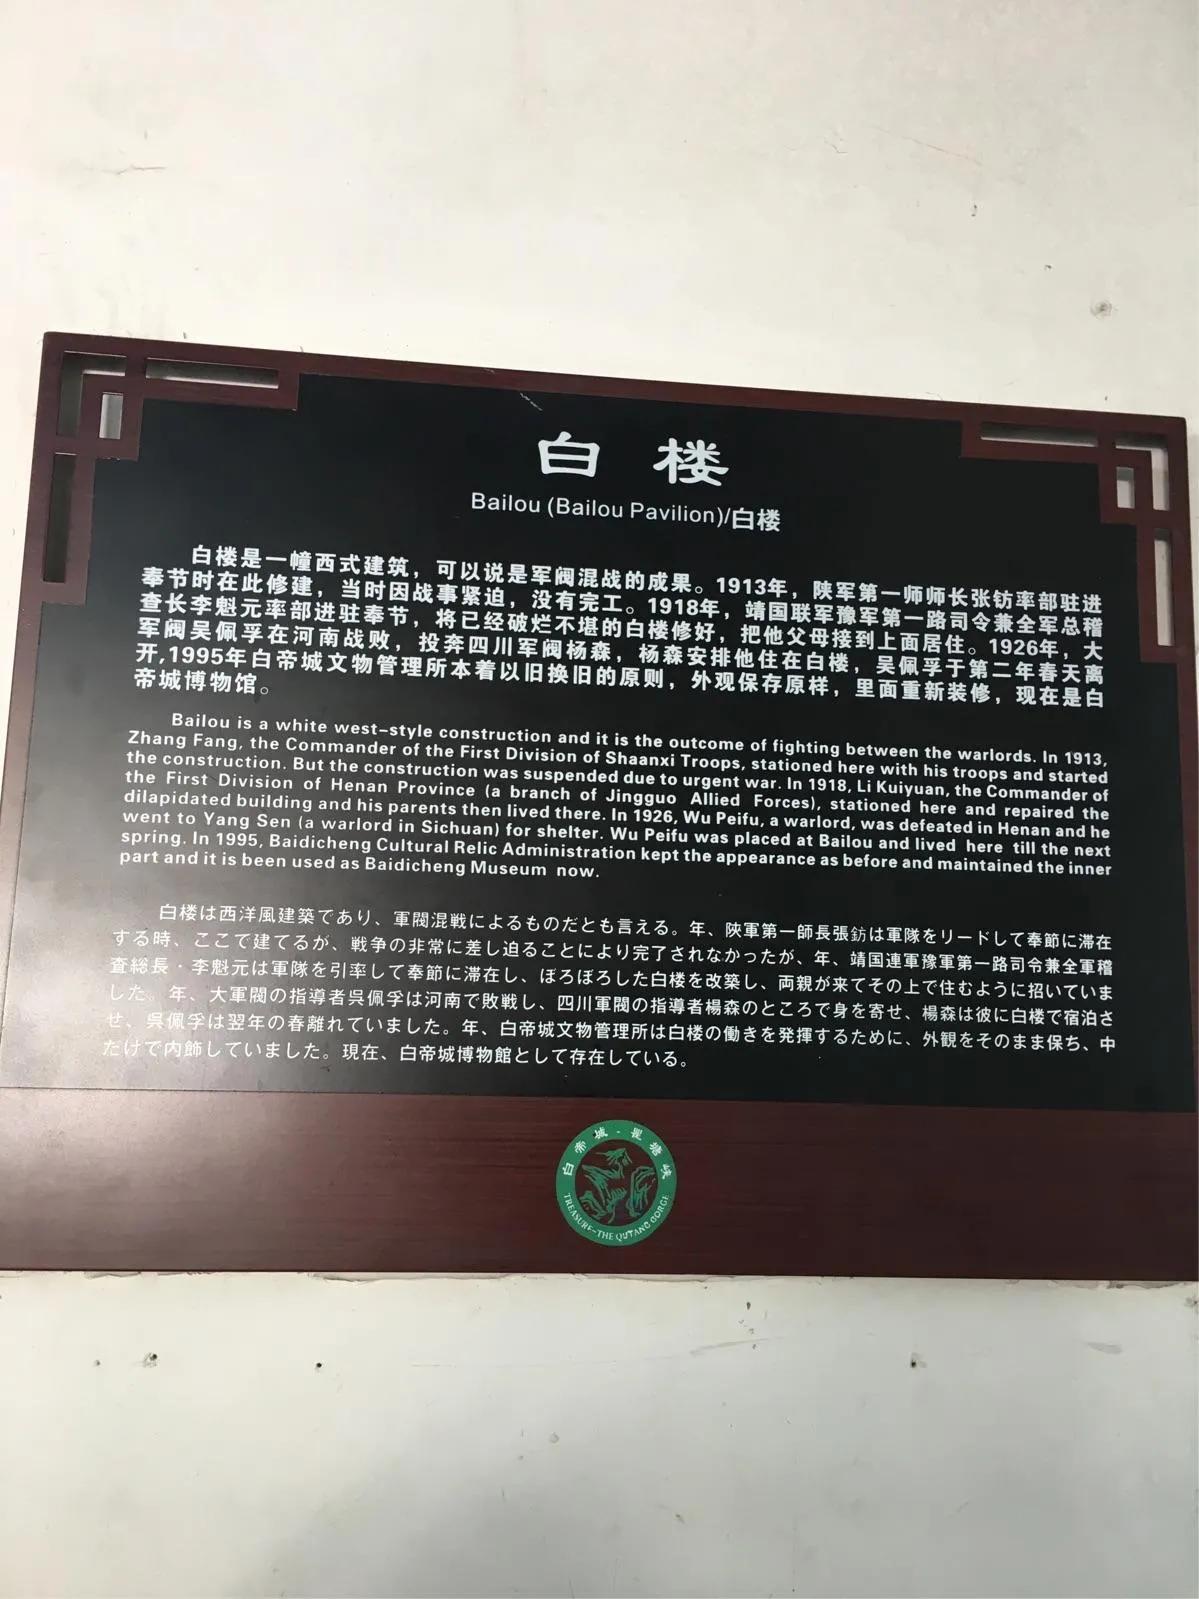 白 楼
Bailou (Bailou Pavilion)/白楼
白楼是一幢西式建筑，可以说是军阀混战的成果。1913年，陕军第一师师长张钫率部驻进
奉节时在此修建，当时因战事紧迫，没有完工。1918年，靖国联军豫军第一路司令兼全军总稽
查长李魁元率部进驻奉节，将已经破烂不堪的白楼修好，把他父母接到上面居住。1926年，大
军阀吴佩孚在河南战败，投奔四川军阀杨森，杨森安排他住在白楼，吴佩孚于第二年春天离
开,1995年白帝城文物管理所本着以旧换旧的原则，外观保存原样，里面重新装修，现在是白
帝城博物馆。
Bailou is a white west-style construction and it is the outcome of fighting between the warlords. In 1913,
Zhang Fang, the Commander of the First Division of Shaanxi Troops, stationed here with his troops and started
the construction. But the construction was suspended due to urgent war. In 1918, Li Kuiyuan, the Commander of
the First Division of Henan Province (a branch of Jingguo Allied Forces), stationed here and repaired the
dilapidated building and his parents then lived there. In 1926, Wu Peifu, a warlord, was defeated in Henan and he
went to Yang Sen (a warlord in Sichuan) for shelter. Wu Peifu was placed at Bailou and lived here till the next
spring. In 1995, Baidicheng Cultural Relic Administration kept the appearance as before and maintained the inner
part and it is been used as Baidicheng Museum now.
白楼は西洋風建築であり、軍閥混戦によるものだとも言える。年、陝軍第一師長張鈁は軍隊をリードして奉節に滞在
する時、ここで建てるが、戦争の非常に差し迫ることにより完了されなかったが、年、靖国連軍豫軍第一路司令兼全軍稽
査総長・李魁元は軍隊を引率して奉節に滞在し、ぼろぼろした白楼を改築し、両親が来てその上で住むように招いていま
した。年、大軍閥の指導者呉佩孚は河南で敗戦し、四川軍閥の指導者楊森のところで身を寄せ、楊森は彼に白楼で宿泊さ
せ、呉佩孚は翌年の春離れていました。年、白帝城文物管理所は白楼の働きを発揮するために、外観をそのまま保ち、中
だけで内飾していました。現在、白帝城博物館として存在している。
白帝城·瞿塘峡
TREASURE-THE QUTANG GORGE